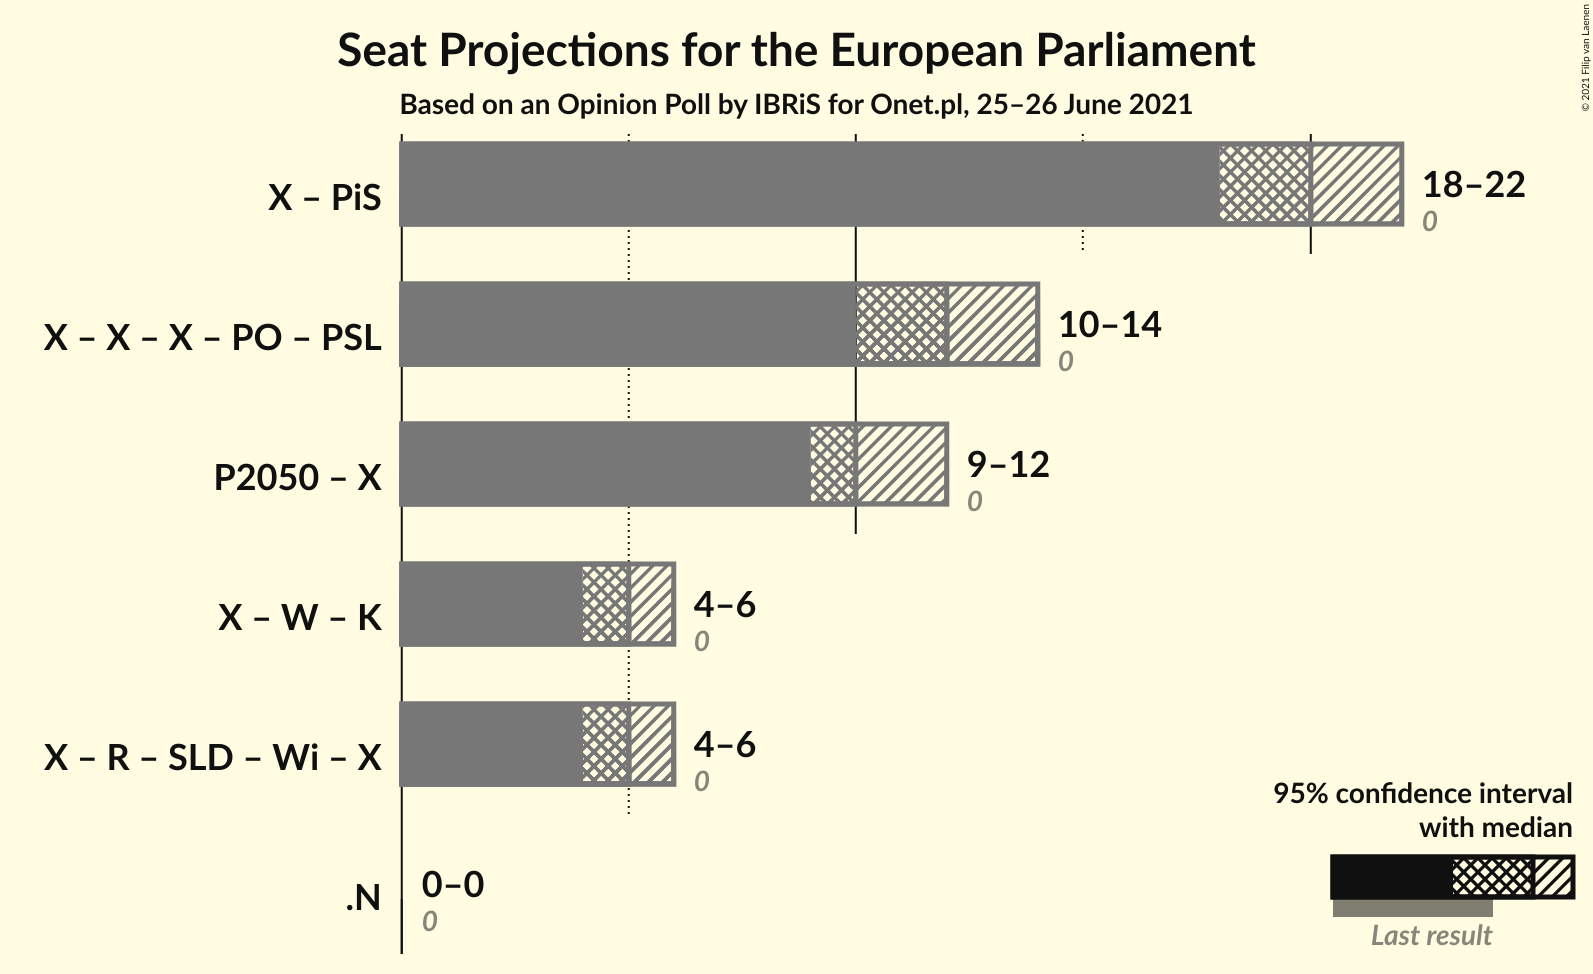 Seat Projections for the European Parliament
Based on an Opinion Poll by IBRiS for Onet.pl, 25–26 June 2021
© 2021 Filip van Laenen
X – PiS
18–22
0
X – X – X – PO – PSL
10–14
0
P2050 – X
9–12
0
X – W – K
4–6
0
X – R – SLD – Wi – X
4–6
0
.N
0–0
0
95% confidence interval
with median
Last result